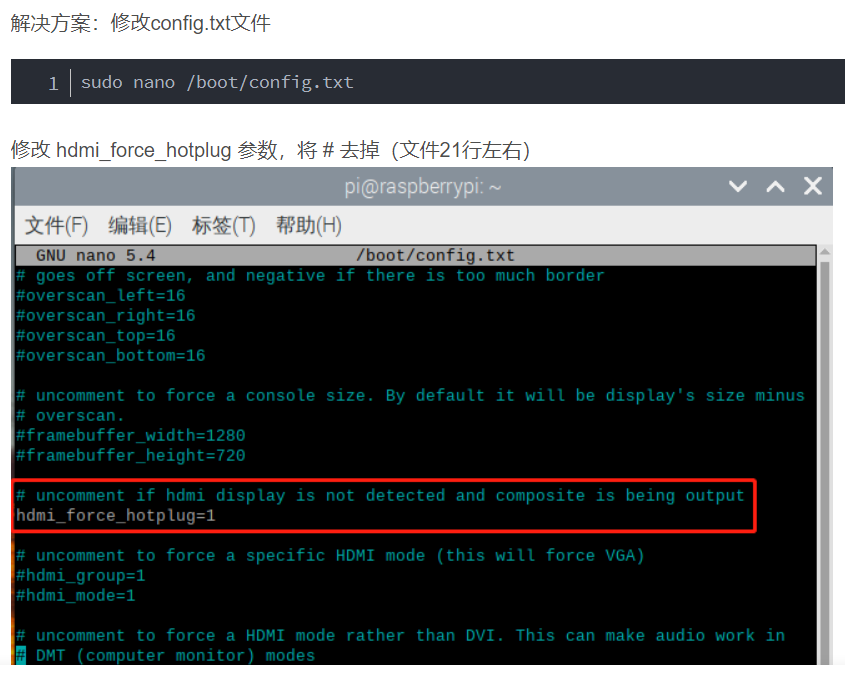 解决方案：修改config.txt文件
1 sudo nano /boot/config.txt
修改 hdmi_force_hotplug 参数，将 # 去掉（文件21行左右）
pi@raspberrypi: ~
文件(F) 编辑(E) 标签(T) 帮助(H)
GNU nano 5.4 /boot/config.txt
# goes off screen, and negative if there is too much border
#overscan_left=16
#overscan_right=16
#overscan_top=16
#overscan_bottom=16
# uncomment to force a console size. By default it will be display's size minus
# overscan.
#framebuffer_width=1280
#framebuffer_height=720
# uncomment if hdmi display is not detected and composite is being output
hdmi_force_hotplug=1
# uncomment to force a specific HDMI mode (this will force VGA)
#hdmi_group=1
#hdmi_mode=1
# uncomment to force a HDMI mode rather than DVI. This can make audio work in
# DMT (computer monitor) modes